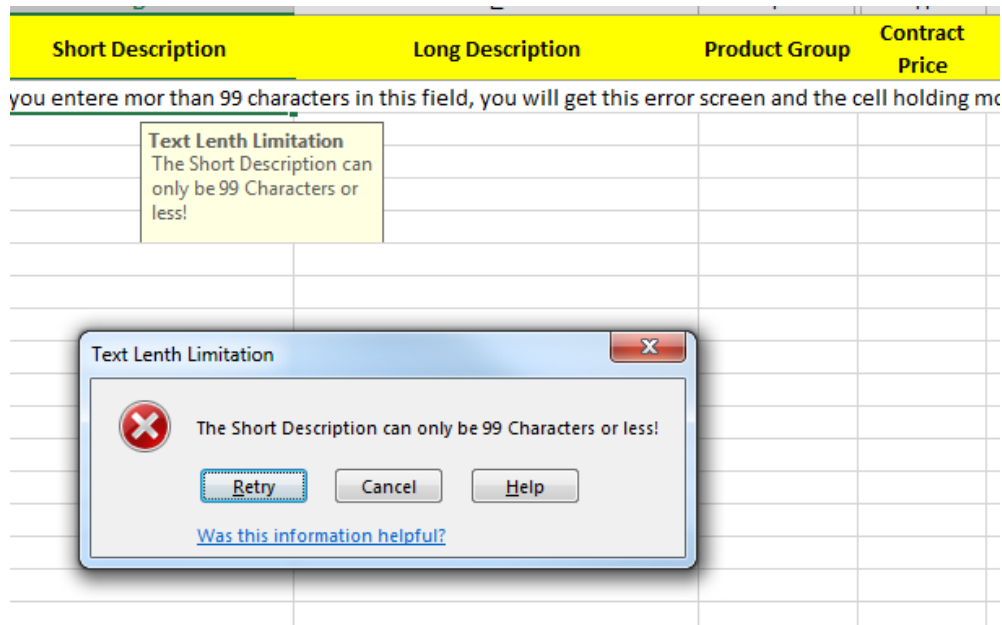 Short Description Long Description Product Group Contract
Price
you entere mor than 99 characters in this field, you will get this error screen and the cell holding
Text Lenth Limitation
The Short Description can
only be 99 Characters or
less!
Text Lenth Limitation
The Short Description can only be 99 Characters or less!
Retry Cancel Help
Was this information helpful?